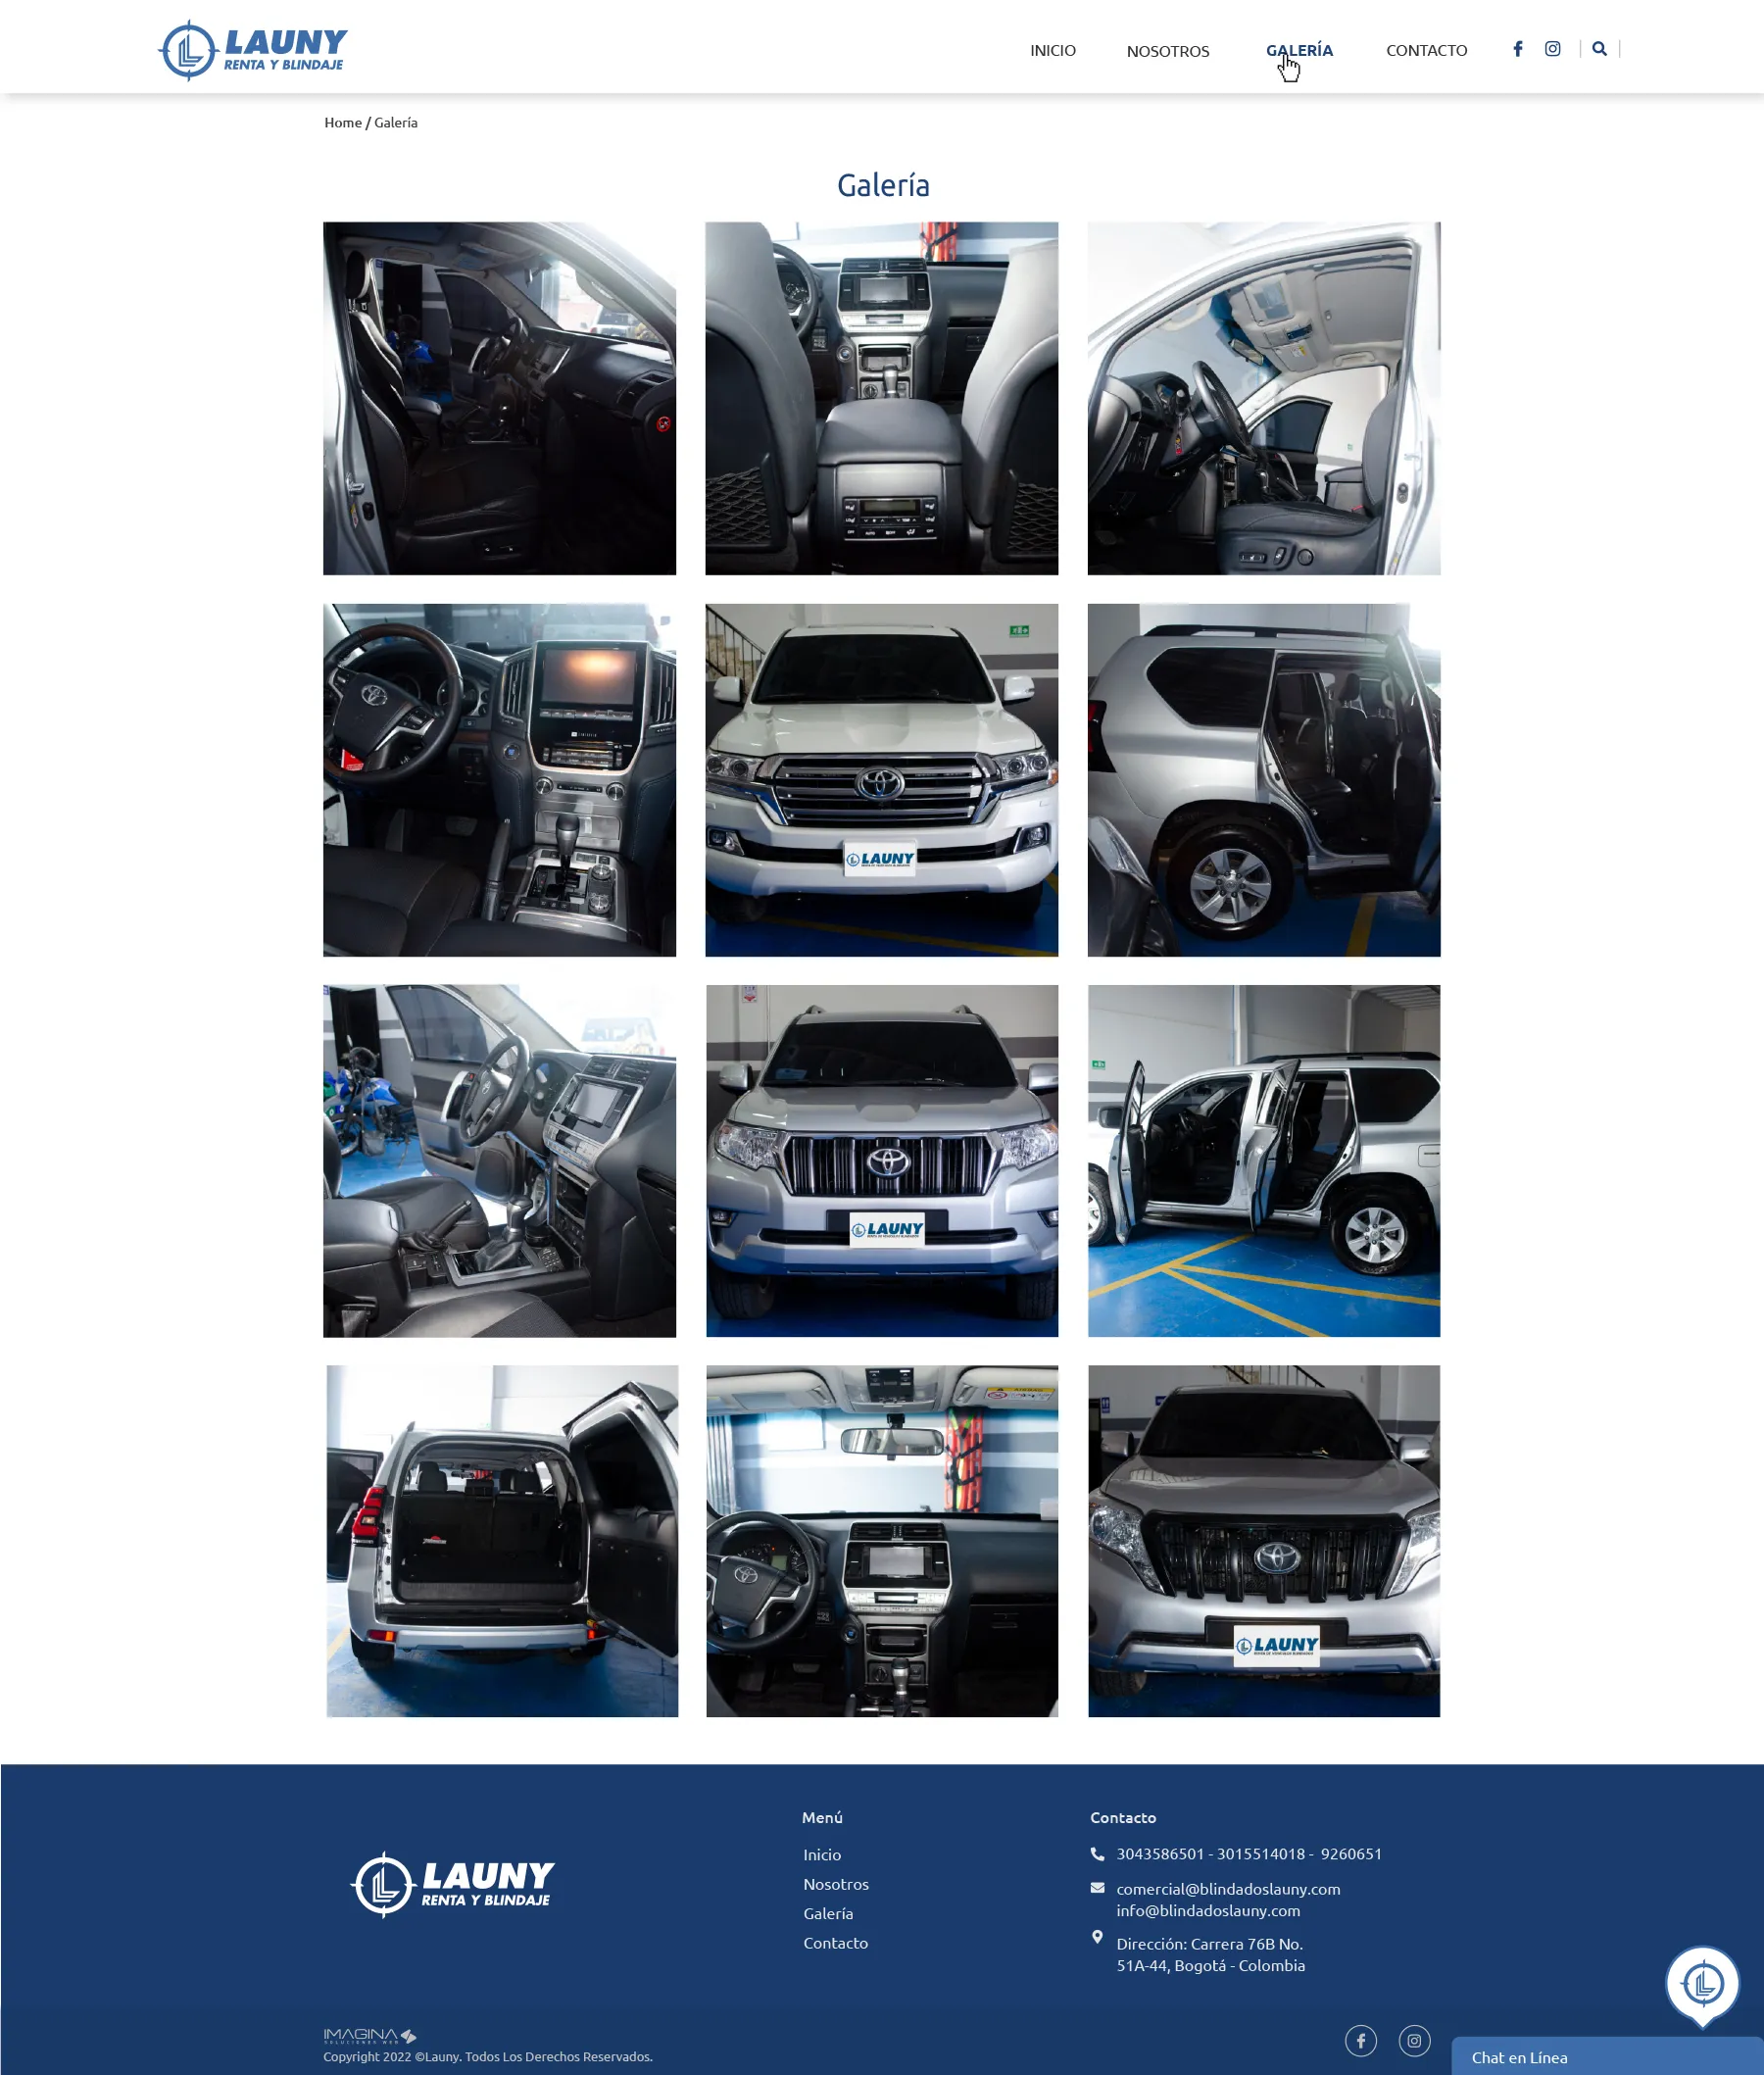 LAUNY
RENTA Y BLINDAJE
INICIO
NOSOTROS
GALERÍA
CONTACTO
Home / Galería
Galería
LAUNY
LAUNY
LAUNY
LAUNY
RENTA Y BLINDAJE
Menú
Inicio
Nosotros
Galería
Contacto
Contacto
3043586501 - 3015514018 - 9260651
comercial@blindadoslauny.com
info@blindadoslauny.com
Dirección: Carrera 76B No.
51A-44, Bogotá - Colombia
IMAGINA
SOLUCIONES WEB
Copyright 2022 ©Launy. Todos Los Derechos Reservados.
Chat en Línea